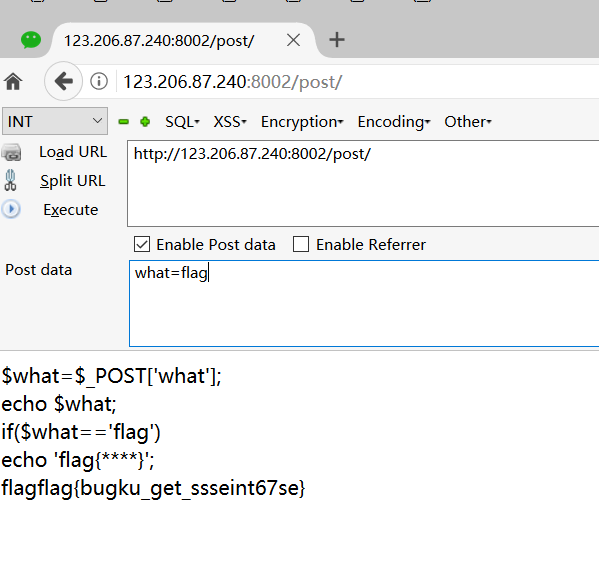 123.206.87.240:8002/post/
123.206.87.240:8002/post/
INT SQL XSS Encryption Encoding Other
Load URL http://123.206.87.240:8002/post/
Split URL
Execute
Enable Post data Enable Referrer
Post data what=flag
$what=$_POST['what'];
echo $what;
if($what=='flag')
echo 'flag{****}';
flagflag{bugku_get_ssseint67se}